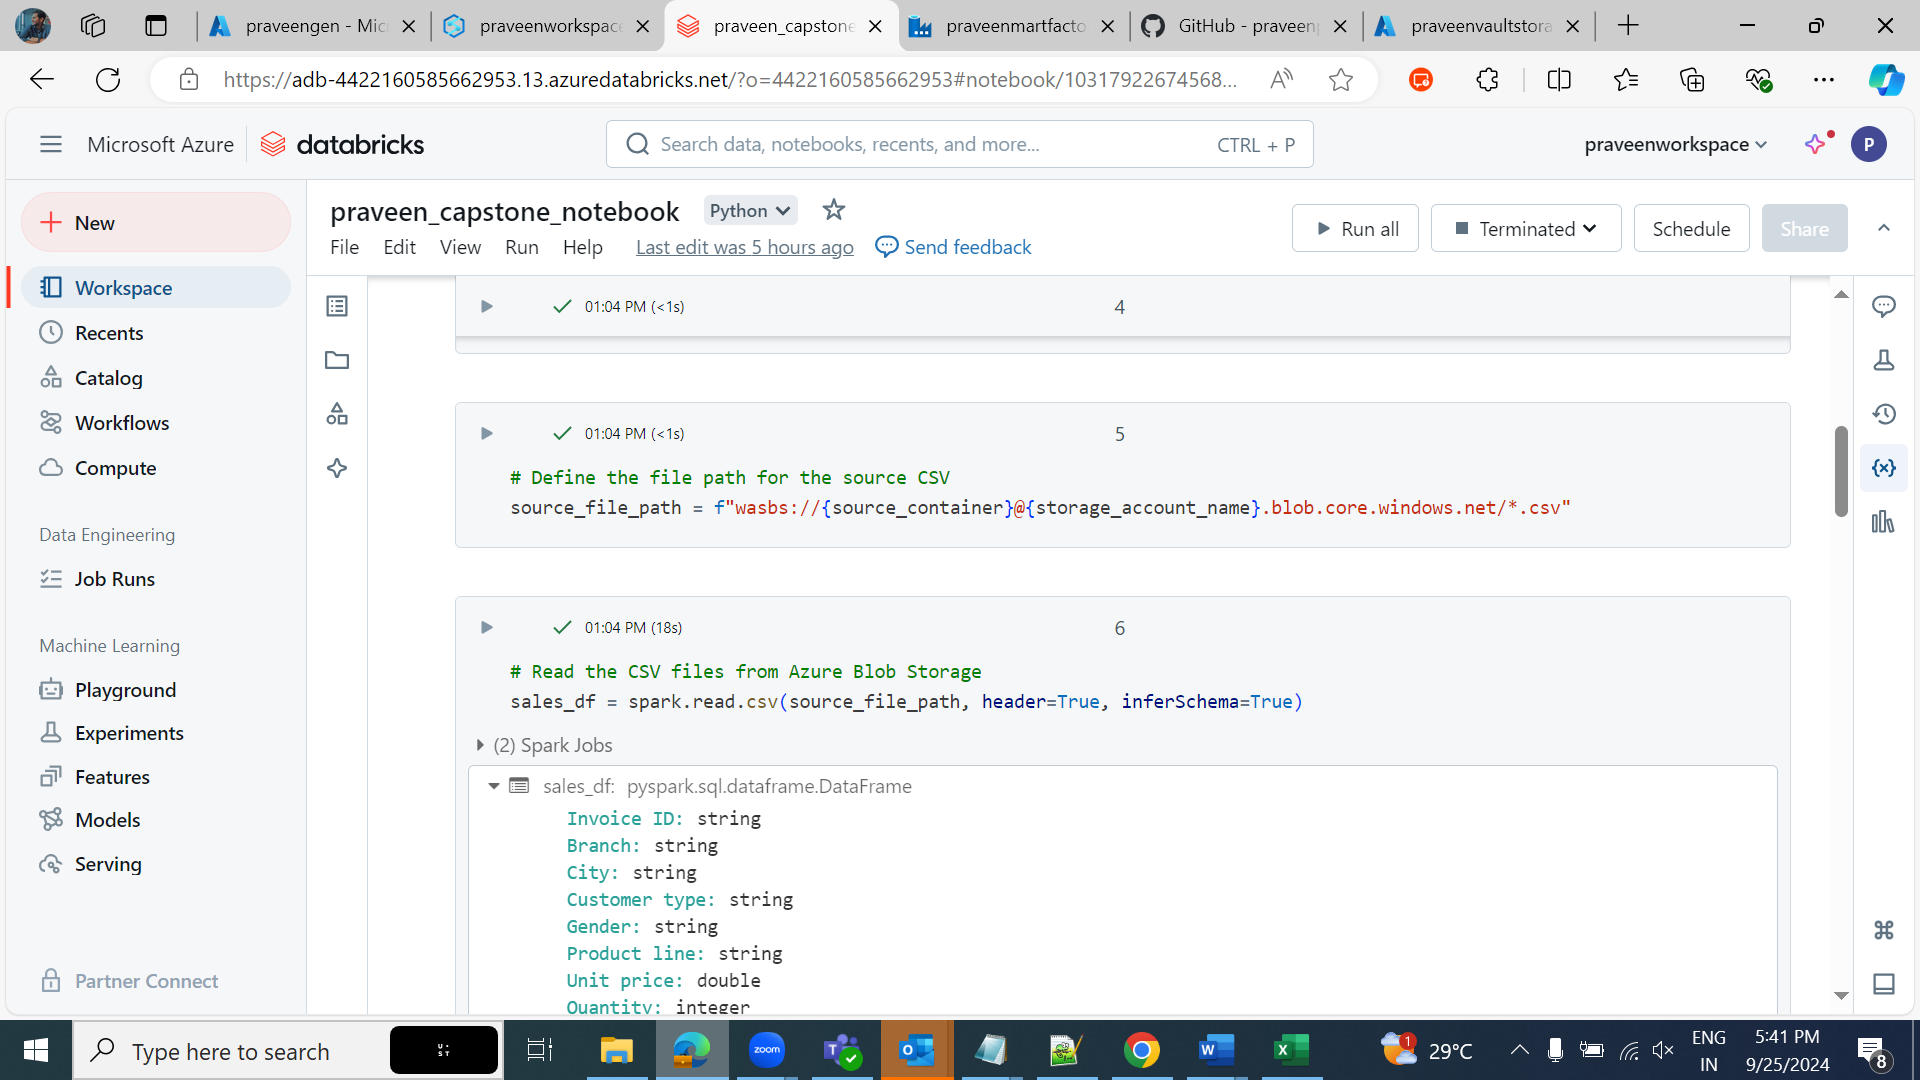 praveengen - Mic
praveenworkspace
praveen_capstone
praveenmartfacto
GitHub - praveenp
praveenvaultstora
https://adb-4422160585662953.13.azuredatabricks.net/?o=4422160585662953#notebook/10317922674568...
Microsoft Azure
databricks
Search data, notebooks, recents, and more...
CTRL + P
praveenworkspace
P
New
Workspace
Recents
Catalog
Workflows
Compute
Data Engineering
Job Runs
Machine Learning
Playground
Experiments
Features
Models
Serving
Partner Connect
praveen_capstone_notebook
Python
File Edit View Run Help
Last edit was 5 hours ago
Send feedback
Run all
Terminated
Schedule
Share
01:04 PM (<1s)
4
01:04 PM (<1s)
5
# Define the file path for the source CSV
source_file_path = f"wasbs://{source_container}@{storage_account_name}.blob.core.windows.net/*.csv"
01:04 PM (18s)
6
# Read the CSV files from Azure Blob Storage
sales_df = spark.read.csv(source_file_path, header=True, inferSchema=True)
(2) Spark Jobs
sales_df: pyspark.sql.dataframe.DataFrame
Invoice ID: string
Branch: string
City: string
Customer type: string
Gender: string
Product line: string
Unit price: double
Quantity: integer
Type here to search
U ST
zoom
1
29°C
ENG
IN
5:41 PM
9/25/2024
8